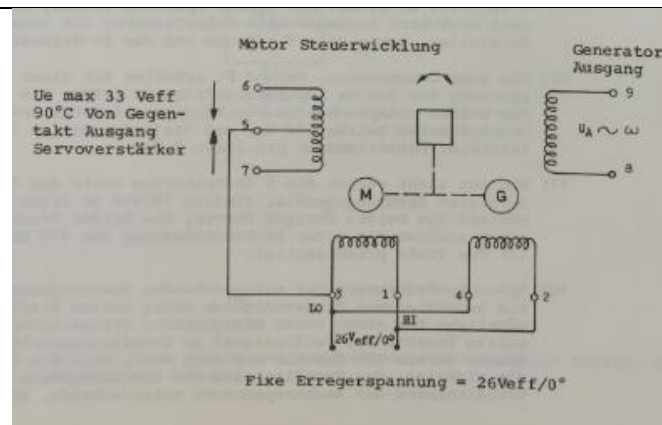 Motor Steuerwicklung
Generator
Ausgang
Ue max 33 Veff
90°C Von Gegen-
takt Ausgang
Servoverstärker
6
5
7
9
U_A ~ ω
8
M
G
3
1
4
2
LO
HI
26Veff/0°
Fixe Erregerspannung = 26Veff/0°